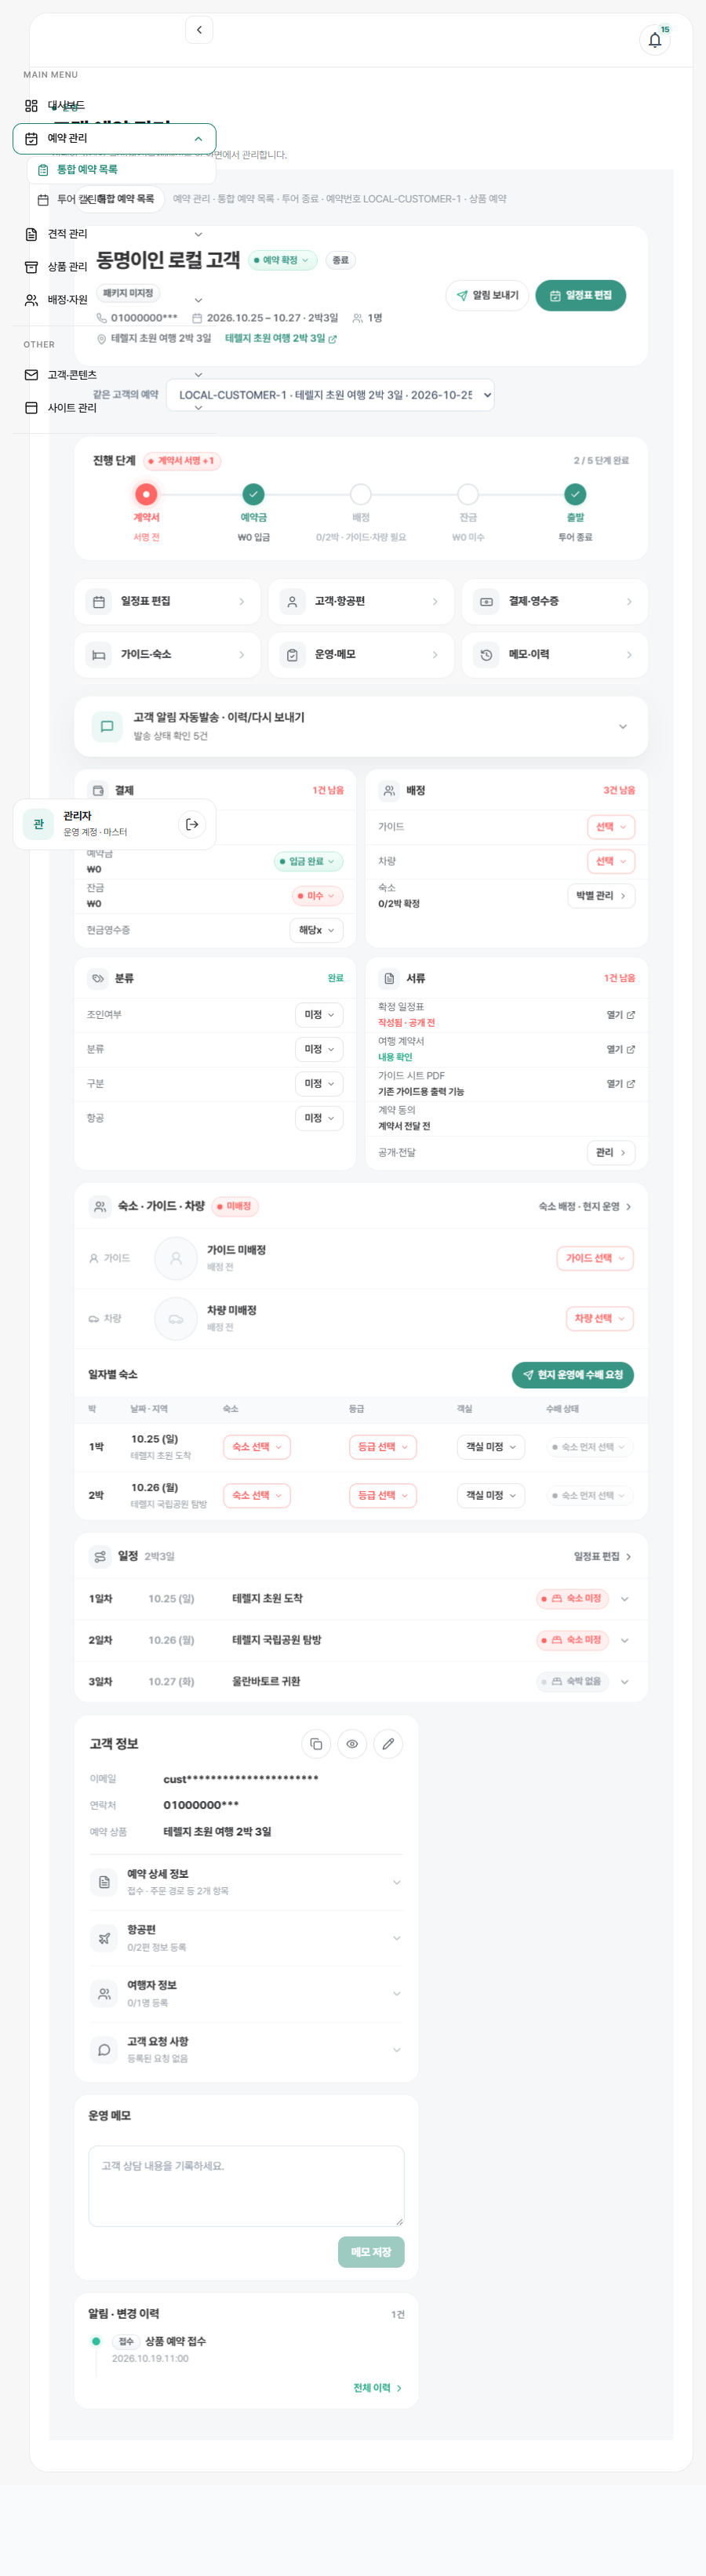 15
MAIN MENU
대시보드
예약 관리
면에서 관리합니다.
통합 예약 목록
투어 캘린더
통합 예약 목록
예약 관리 · 통합 예약 목록 · 투어 종료 · 예약번호 LOCAL-CUSTOMER-1 · 상품 예약
견적 관리
상품 관리
배정·자원
OTHER
고객·콘텐츠
사이트 관리
동명이인 로컬 고객
예약 확정
종료
패키지 미지정
알림 보내기
일정표 편집
01000000***
2026.10.25 – 10.27 · 2박3일
1명
테렐지 초원 여행 2박 3일
테렐지 초원 여행 2박 3일
같은 고객의 예약
LOCAL-CUSTOMER-1 · 테렐지 초원 여행 2박 3일 · 2026-10-25
진행 단계
계약서 서명 +1
2 / 5 단계 완료
계약서
예약금
배정
잔금
출발
서명 전
₩0 입금
0/2박 · 가이드·차량 필요
₩0 미수
투어 종료
일정표 편집
고객·항공편
결제·영수증
가이드·숙소
운영·메모
메모·이력
고객 알림 자동발송 · 이력/다시 보내기
발송 상태 확인 5건
결제
1건 남음
관
관리자
운영 계정 · 마스터
예약금
₩0
입금 완료
잔금
₩0
미수
현금영수증
해당x
배정
3건 남음
가이드
선택
차량
선택
숙소
0/2박 확정
박별 관리
분류
완료
조인여부
미정
분류
미정
구분
미정
항공
미정
서류
1건 남음
확정 일정표
작성됨 · 공개 전
열기
여행 계약서
내용 확인
열기
가이드 시트 PDF
기존 가이드용 출력 기능
열기
계약 동의
계약서 전달 전
공개·전달
관리
숙소 · 가이드 · 차량
미배정
숙소 배정 · 현지 운영
가이드
가이드 미배정
배정 전
가이드 선택
차량
차량 미배정
배정 전
차량 선택
일자별 숙소
현지 운영에 수배 요청
박
날짜 · 지역
숙소
등급
객실
수배 상태
1박
10.25 (일)
테렐지 초원 도착
숙소 선택
등급 선택
객실 미정
숙소 먼저 선택
2박
10.26 (월)
테렐지 국립공원 탐방
숙소 선택
등급 선택
객실 미정
숙소 먼저 선택
일정
2박3일
일정표 편집
1일차
10.25 (일)
테렐지 초원 도착
숙소 미정
2일차
10.26 (월)
테렐지 국립공원 탐방
숙소 미정
3일차
10.27 (화)
울란바토르 귀환
숙박 없음
고객 정보
이메일
cust**********************
연락처
01000000***
예약 상품
테렐지 초원 여행 2박 3일
예약 상세 정보
접수 · 주문 경로 등 2개 항목
항공편
0/2편 정보 등록
여행자 정보
0/1명 등록
고객 요청 사항
등록된 요청 없음
운영 메모
고객 상담 내용을 기록하세요.
메모 저장
알림 · 변경 이력
1건
접수
상품 예약 접수
2026.10.19.11:00
전체 이력